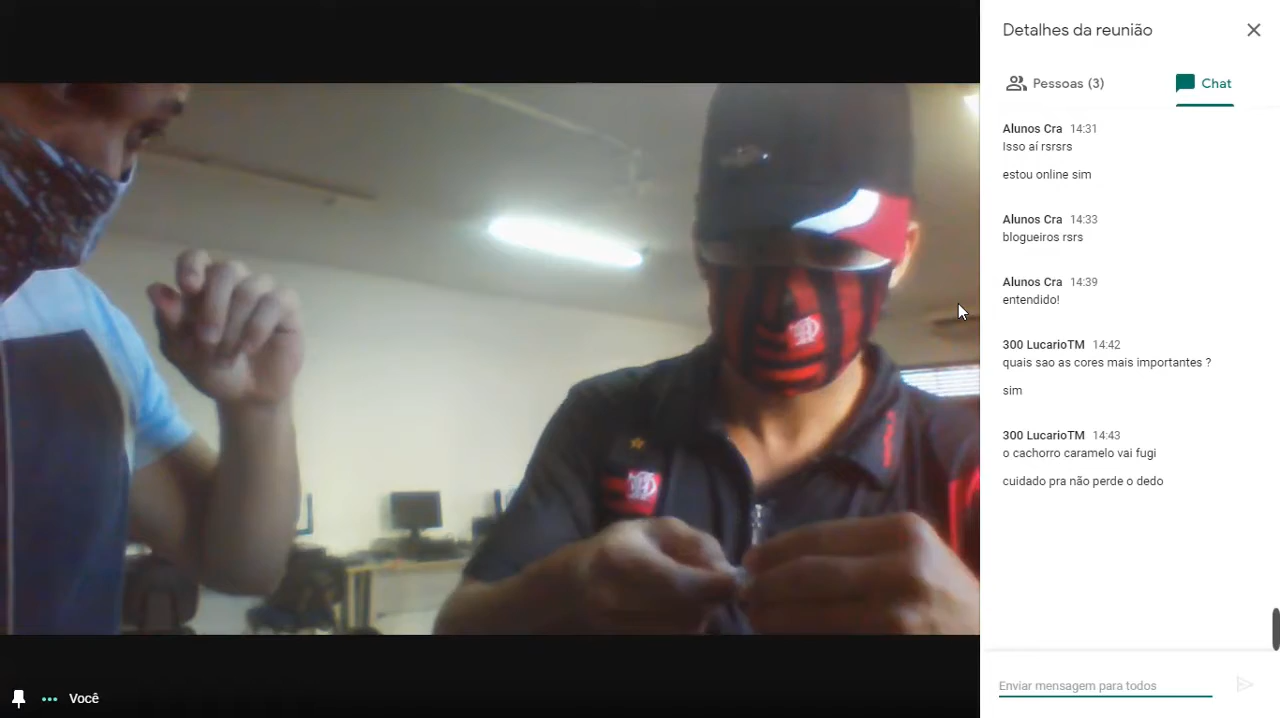 Detalhes da reunião
Pessoas (3)
Chat
Alunos Cra 14:31
Isso aí rsrsrs
estou online sim
Alunos Cra 14:33
blogueiros rsrs
Alunos Cra 14:39
entendido!
300 LucarioTM 14:42
quais sao as cores mais importantes ?
sim
300 LucarioTM 14:43
o cachorro caramelo vai fugi
cuidado pra não perde o dedo
Enviar mensagem para todos
Você